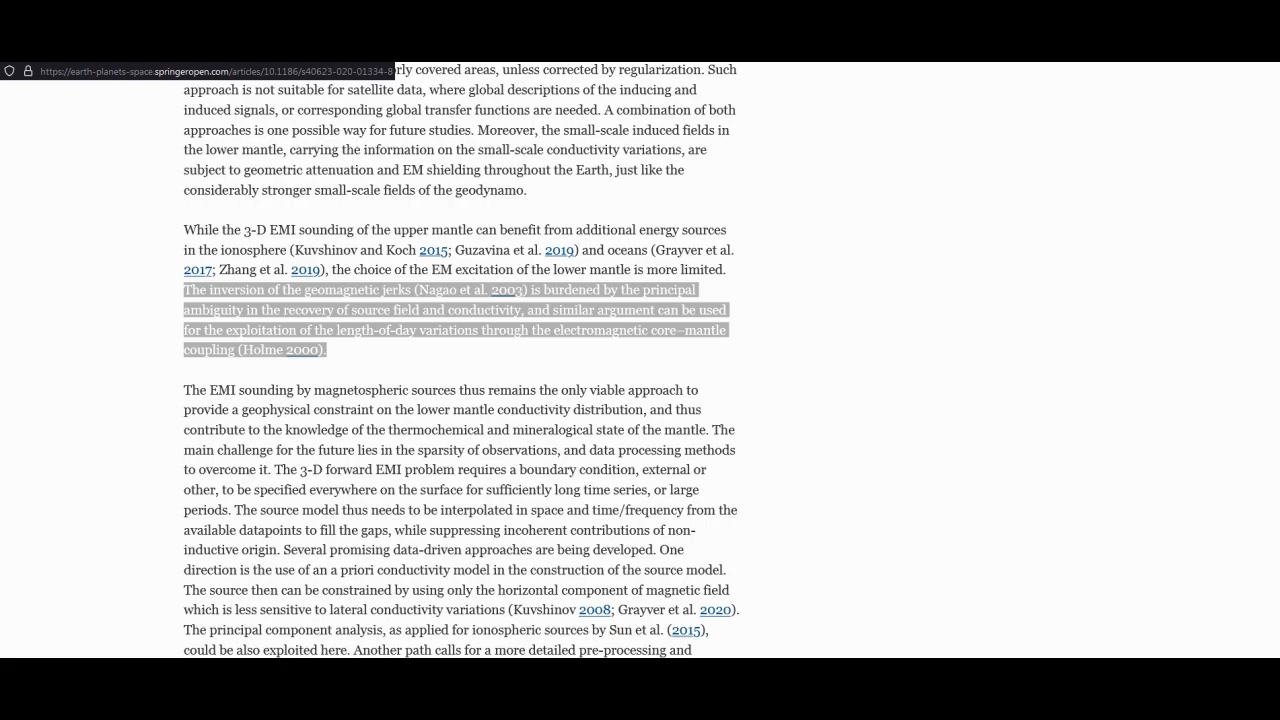 https://earth-planets-space.springeropen.com/articles/10.1186/s40623-020-01334-8
rly covered areas, unless corrected by regularization. Such
approach is not suitable for satellite data, where global descriptions of the inducing and
induced signals, or corresponding global transfer functions are needed. A combination of both
approaches is one possible way for future studies. Moreover, the small-scale induced fields in
the lower mantle, carrying the information on the small-scale conductivity variations, are
subject to geometric attenuation and EM shielding throughout the Earth, just like the
considerably stronger small-scale fields of the geodynamo.
While the 3-D EMI sounding of the upper mantle can benefit from additional energy sources
in the ionosphere (Kuvshinov and Koch 2015; Guzavina et al. 2019) and oceans (Grayver et al.
2017; Zhang et al. 2019), the choice of the EM excitation of the lower mantle is more limited.
The inversion of the geomagnetic jerks (Nagao et al. 2003) is burdened by the principal
ambiguity in the recovery of source field and conductivity, and similar argument can be used
for the exploitation of the length-of-day variations through the electromagnetic core–mantle
coupling (Holme 2000).
The EMI sounding by magnetospheric sources thus remains the only viable approach to
provide a geophysical constraint on the lower mantle conductivity distribution, and thus
contribute to the knowledge of the thermochemical and mineralogical state of the mantle. The
main challenge for the future lies in the sparsity of observations, and data processing methods
to overcome it. The 3-D forward EMI problem requires a boundary condition, external or
other, to be specified everywhere on the surface for sufficiently long time series, or large
periods. The source model thus needs to be interpolated in space and time/frequency from the
available datapoints to fill the gaps, while suppressing incoherent contributions of non-
inductive origin. Several promising data-driven approaches are being developed. One
direction is the use of an a priori conductivity model in the construction of the source model.
The source then can be constrained by using only the horizontal component of magnetic field
which is less sensitive to lateral conductivity variations (Kuvshinov 2008; Grayver et al. 2020).
The principal component analysis, as applied for ionospheric sources by Sun et al. (2015),
could be also exploited here. Another path calls for a more detailed pre-processing and